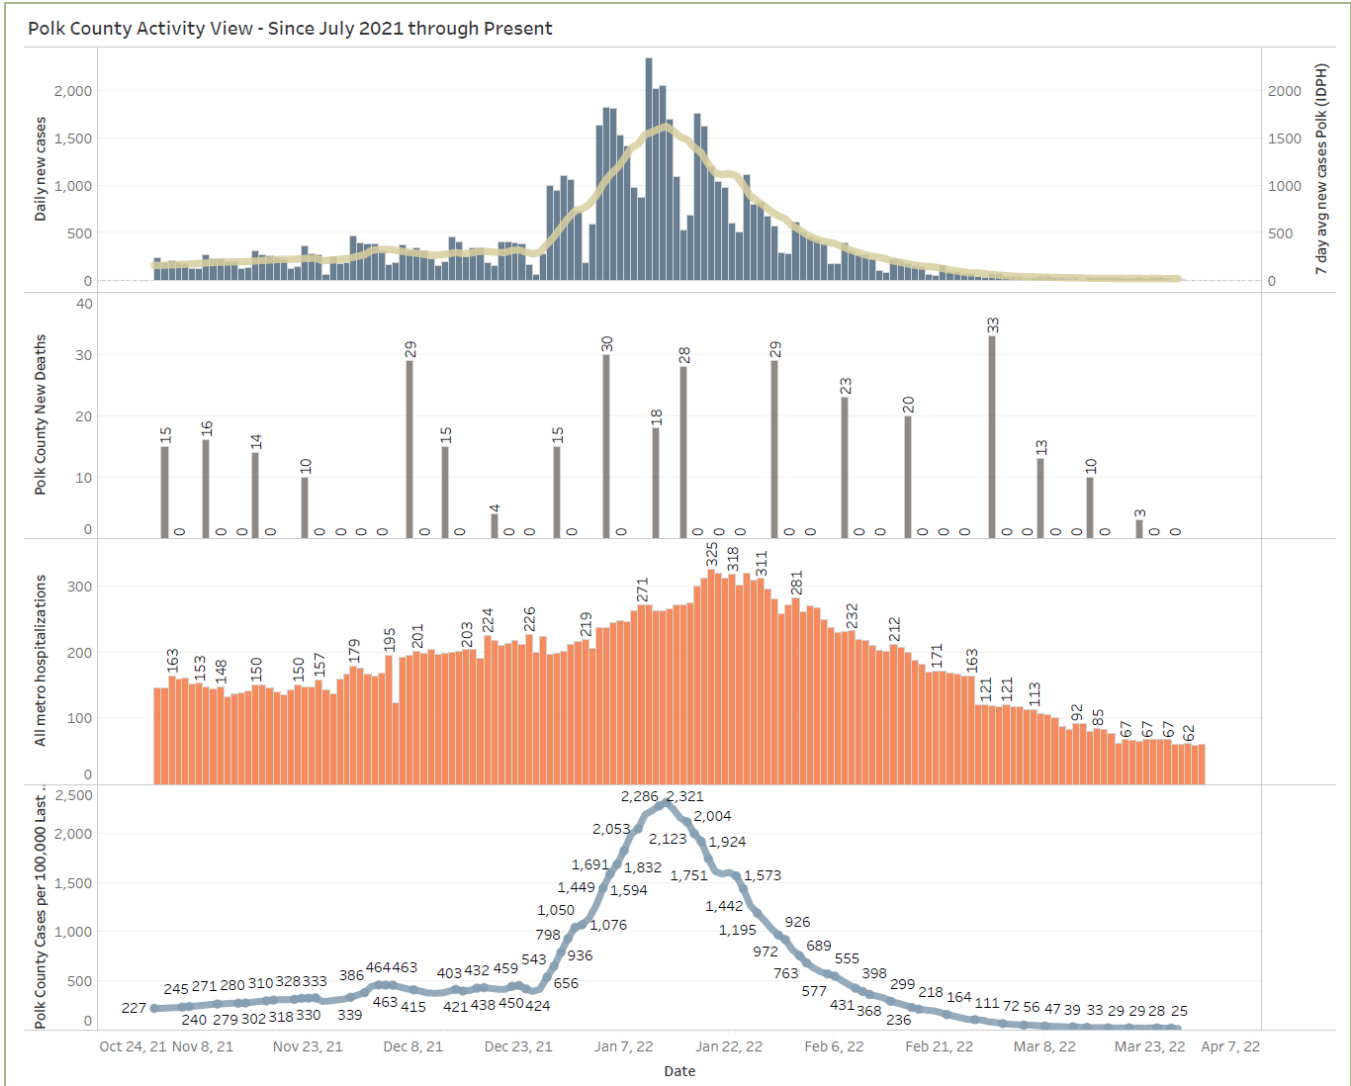 Polk County Activity View - Since July 2021 through Present
Daily new cases
2,000
1,500
1,000
500
0
2000
1500
1000
500
0
7 day avg new cases Polk (IDPH)
Polk County New Deaths
40
30
20
10
0
15 0 16 0 0 14 0 10 0 0 0 29 0 15 0 4 0 0 15 0 30 0 18 28 0 0 0 29 0 0 23 0 20 0 0 0 33 0 0 13 0 0 10 0 3 0 0
All metro hospitalizations
300
200
100
0
163 153 148 150 150 157 179 195 201 203 224 226 219 271 325 318 311 281 232 212 171 163 121 121 113 92 85 67 67 67 62
Polk County Cases per 100,000 Last ..
2,500
2,000
1,500
1,000
500
0
2,286 2,321
2,053 2,004
2,123 1,924
1,691 1,832
1,751 1,573
1,449 1,594
1,050 1,442
1,076 926
798 1,195
936 972 689
543 763 555
656 577
227 245 271 280 310 328 333 386 464 463 403 432 459 398 299 218 164 111 72 56 47 39 33 29 29 28 25
240 279 302 318 330 339 463 415 421 438 450 424 431 368 236
Oct 24, 21 Nov 8, 21 Nov 23, 21 Dec 8, 21 Dec 23, 21 Jan 7, 22 Jan 22, 22 Feb 6, 22 Feb 21, 22 Mar 8, 22 Mar 23, 22 Apr 7, 22
Date